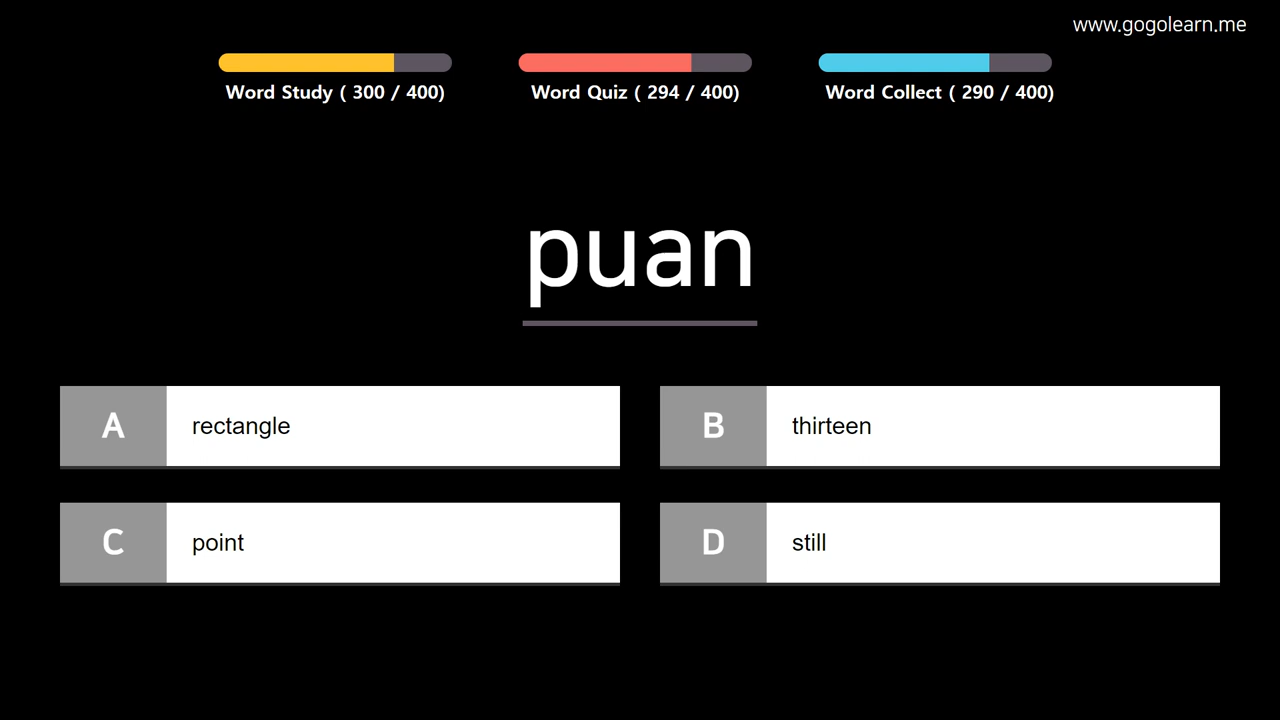 www.gogolearn.me
Word Study ( 300 / 400)
Word Quiz ( 294 / 400)
Word Collect ( 290 / 400)
puan
A rectangle
B thirteen
C point
D still